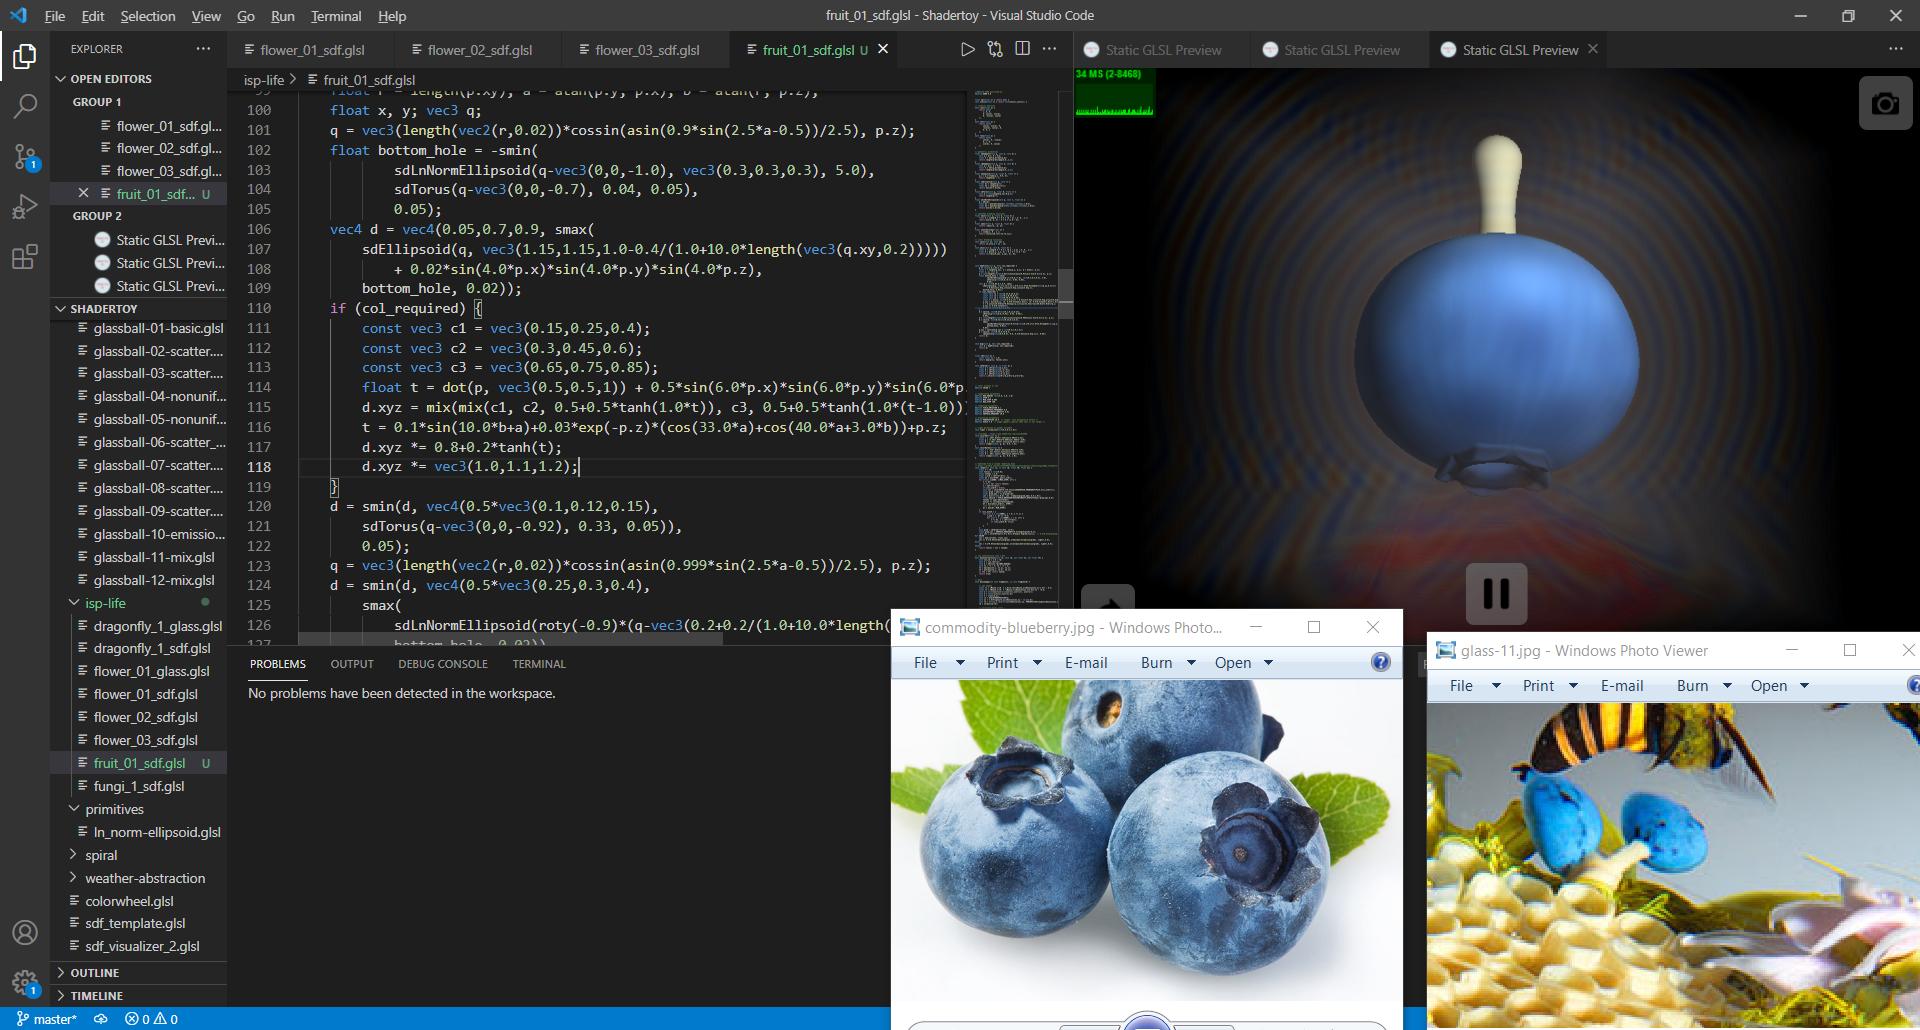 File Edit Selection View Go Run Terminal Help
fruit_01_sdf.glsl - Shadertoy - Visual Studio Code
EXPLORER
OPEN EDITORS
GROUP 1
flower_01_sdf.gl...
flower_02_sdf.gl...
flower_03_sdf.gl...
fruit_01_sdf... U
GROUP 2
Static GLSL Previ...
Static GLSL Previ...
Static GLSL Previ...
SHADERTOY
glassball-01-basic.glsl
glassball-02-scatter....
glassball-03-scatter....
glassball-04-nonunif...
glassball-05-nonunif...
glassball-06-scatter_...
glassball-07-scatter....
glassball-08-scatter....
glassball-09-scatter....
glassball-10-emissio...
glassball-11-mix.glsl
glassball-12-mix.glsl
isp-life
dragonfly_1_glass.glsl
dragonfly_1_sdf.glsl
flower_01_glass.glsl
flower_01_sdf.glsl
flower_02_sdf.glsl
flower_03_sdf.glsl
fruit_01_sdf.glsl U
fungi_1_sdf.glsl
primitives
ln_norm-ellipsoid.glsl
spiral
weather-abstraction
colorwheel.glsl
sdf_template.glsl
sdf_visualizer_2.glsl
OUTLINE
TIMELINE
1
1
master* 0 0
flower_01_sdf.glsl flower_02_sdf.glsl flower_03_sdf.glsl fruit_01_sdf.glsl U
isp-life > fruit_01_sdf.glsl
99 float r = length(p.xy), a = atan(p.y, p.x), b = atan(r, p.z);
100 float x, y; vec3 q;
101 q = vec3(length(vec2(r,0.02))*cossin(asin(0.9*sin(2.5*a-0.5))/2.5), p.z);
102 float bottom_hole = -smin(
103 sdLnNormEllipsoid(q-vec3(0,0,-1.0), vec3(0.3,0.3,0.3), 5.0),
104 sdTorus(q-vec3(0,0,-0.7), 0.04, 0.05),
105 0.05);
106 vec4 d = vec4(0.05,0.7,0.9, smax(
107 sdEllipsoid(q, vec3(1.15,1.15,1.0-0.4/(1.0+10.0*length(vec3(q.xy,0.2)))))
108 + 0.02*sin(4.0*p.x)*sin(4.0*p.y)*sin(4.0*p.z),
109 bottom_hole, 0.02));
110 if (col_required) {
111 const vec3 c1 = vec3(0.15,0.25,0.4);
112 const vec3 c2 = vec3(0.3,0.45,0.6);
113 const vec3 c3 = vec3(0.65,0.75,0.85);
114 float t = dot(p, vec3(0.5,0.5,1)) + 0.5*sin(6.0*p.x)*sin(6.0*p.y)*sin(6.0*p.
115 d.xyz = mix(mix(c1, c2, 0.5+0.5*tanh(1.0*t)), c3, 0.5+0.5*tanh(1.0*(t-1.0))
116 t = 0.1*sin(10.0*b+a)+0.03*exp(-p.z)*(cos(33.0*a)+cos(40.0*a+3.0*b))+p.z;
117 d.xyz *= 0.8+0.2*tanh(t);
118 d.xyz *= vec3(1.0,1.1,1.2);
119 }
120 d = smin(d, vec4(0.5*vec3(0.1,0.12,0.15),
121 sdTorus(q-vec3(0,0,-0.92), 0.33, 0.05)),
122 0.05);
123 q = vec3(length(vec2(r,0.02))*cossin(asin(0.999*sin(2.5*a-0.5))/2.5), p.z);
124 d = smin(d, vec4(0.5*vec3(0.25,0.3,0.4),
125 smax(
126 sdLnNormEllipsoid(roty(-0.9)*(q-vec3(0.2+0.2/(1.0+10.0*length(
127 bottom_hole, 0.02))
PROBLEMS OUTPUT DEBUG CONSOLE TERMINAL
No problems have been detected in the workspace.
Static GLSL Preview Static GLSL Preview Static GLSL Preview
34 MS (2-8468)
commodity-blueberry.jpg - Windows Photo...
File Print E-mail Burn Open
glass-11.jpg - Windows Photo Viewer
File Print E-mail Burn Open